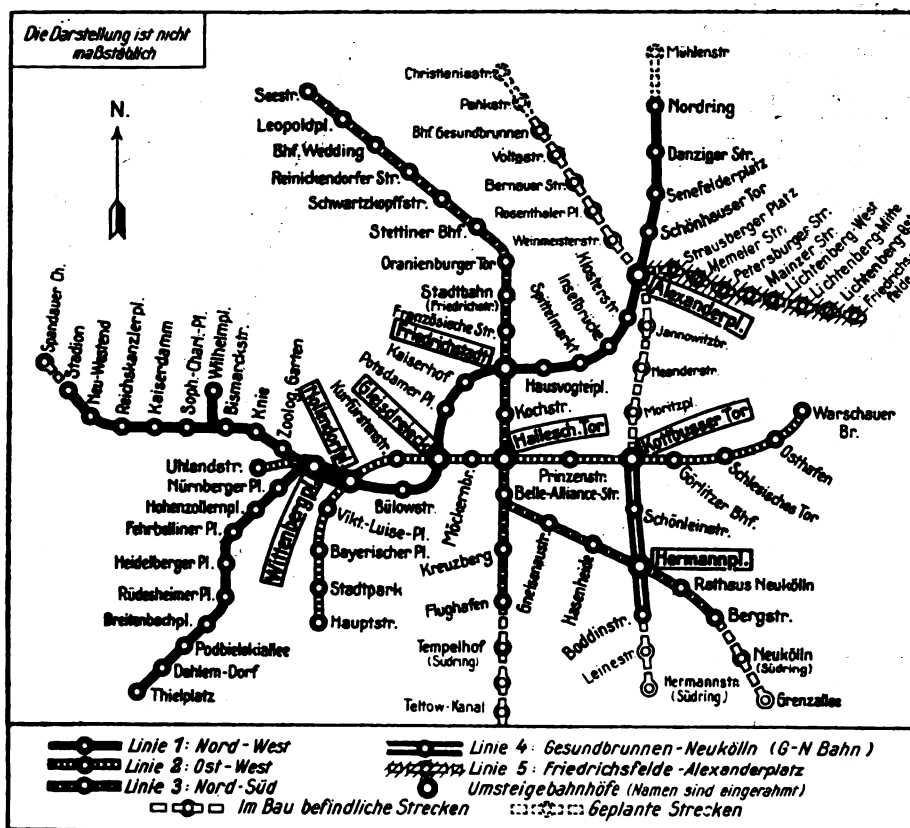 Die Darstellung ist nicht
maßstäblich
N.
Seestr.
Leopoldpl.
Bhf. Wedding
Reinickendorfer Str.
Schwartzkopffstr.
Stettiner Bhf.
Oranienburger Tor
Stadtbahn
(Friedrichstr.)
Französische Str.
Friedrichstadt
Christianiastr.
Pankstr.
Bhf. Gesundbrunnen
Voltastr.
Bernauer Str.
Rosenthaler Pl.
Weinmeisterstr.
Mühlenstr
Nordring
Danziger Str.
Senefelderplatz
Schönhauser Tor
Alexanderpl.
Strausberger Platz
Memeler Str.
Petersburger Str.
Mainzer Str.
Lichtenberg-West
Lichtenberg-Mitte
Lichtenberg-Ost
Friedrichs
felde
Klosterstr.
Inselbrücke
Spittelmarkt
Hausvogteipl.
Kaiserhof
Potsdamer Pl.
Gleisdreieck
Jannowitzbr.
Neanderstr.
Moritzpl.
Kottbusser Tor
Spandauer Ch.
Stadion
Neu-Westend
Reichskanzlerpl.
Kaiserdamm
Soph.-Charl.-Pl.
Wilhelmpl.
Bismarckstr.
Knie
Zoolog. Garten
Nollendorfpl.
Kurfürstenstr.
Kochstr.
Hallesch. Tor
Warschauer
Br.
Osthafen
Schlesisches Tor
Görlitzer Bhf.
Prinzenstr.
Uhlandstr.
Nürnberger Pl.
Hohenzollernpl.
Fehrbelliner Pl.
Heidelberger Pl.
Rüdesheimer Pl.
Breitenbachpl.
Podbielskiallee
Dahlem-Dorf
Thielplatz
Wittenbergpl.
Vikt.-Luise-Pl.
Bayerischer Pl.
Stadtpark
Hauptstr.
Bülowstr.
Möckernbr.
Belle-Alliance-Str.
Kreuzberg
Flughafen
Tempelhof
(Südring)
Teltow-Kanal
Gneisenaustr.
Hasenheide
Schönleinstr.
Hermannpl.
Rathaus Neukölln
Bergstr.
Neukölln
(Südring)
Grenzallee
Boddinstr.
Leinestr.
Hermannstr.
(Südring)
Linie 1: Nord-West
Linie 2: Ost-West
Linie 3: Nord-Süd
Linie 4: Gesundbrunnen-Neukölln (G-N Bahn)
Linie 5: Friedrichsfelde-Alexanderplatz
Umsteigebahnhöfe (Namen sind eingerahmt)
Im Bau befindliche Strecken
Geplante Strecken